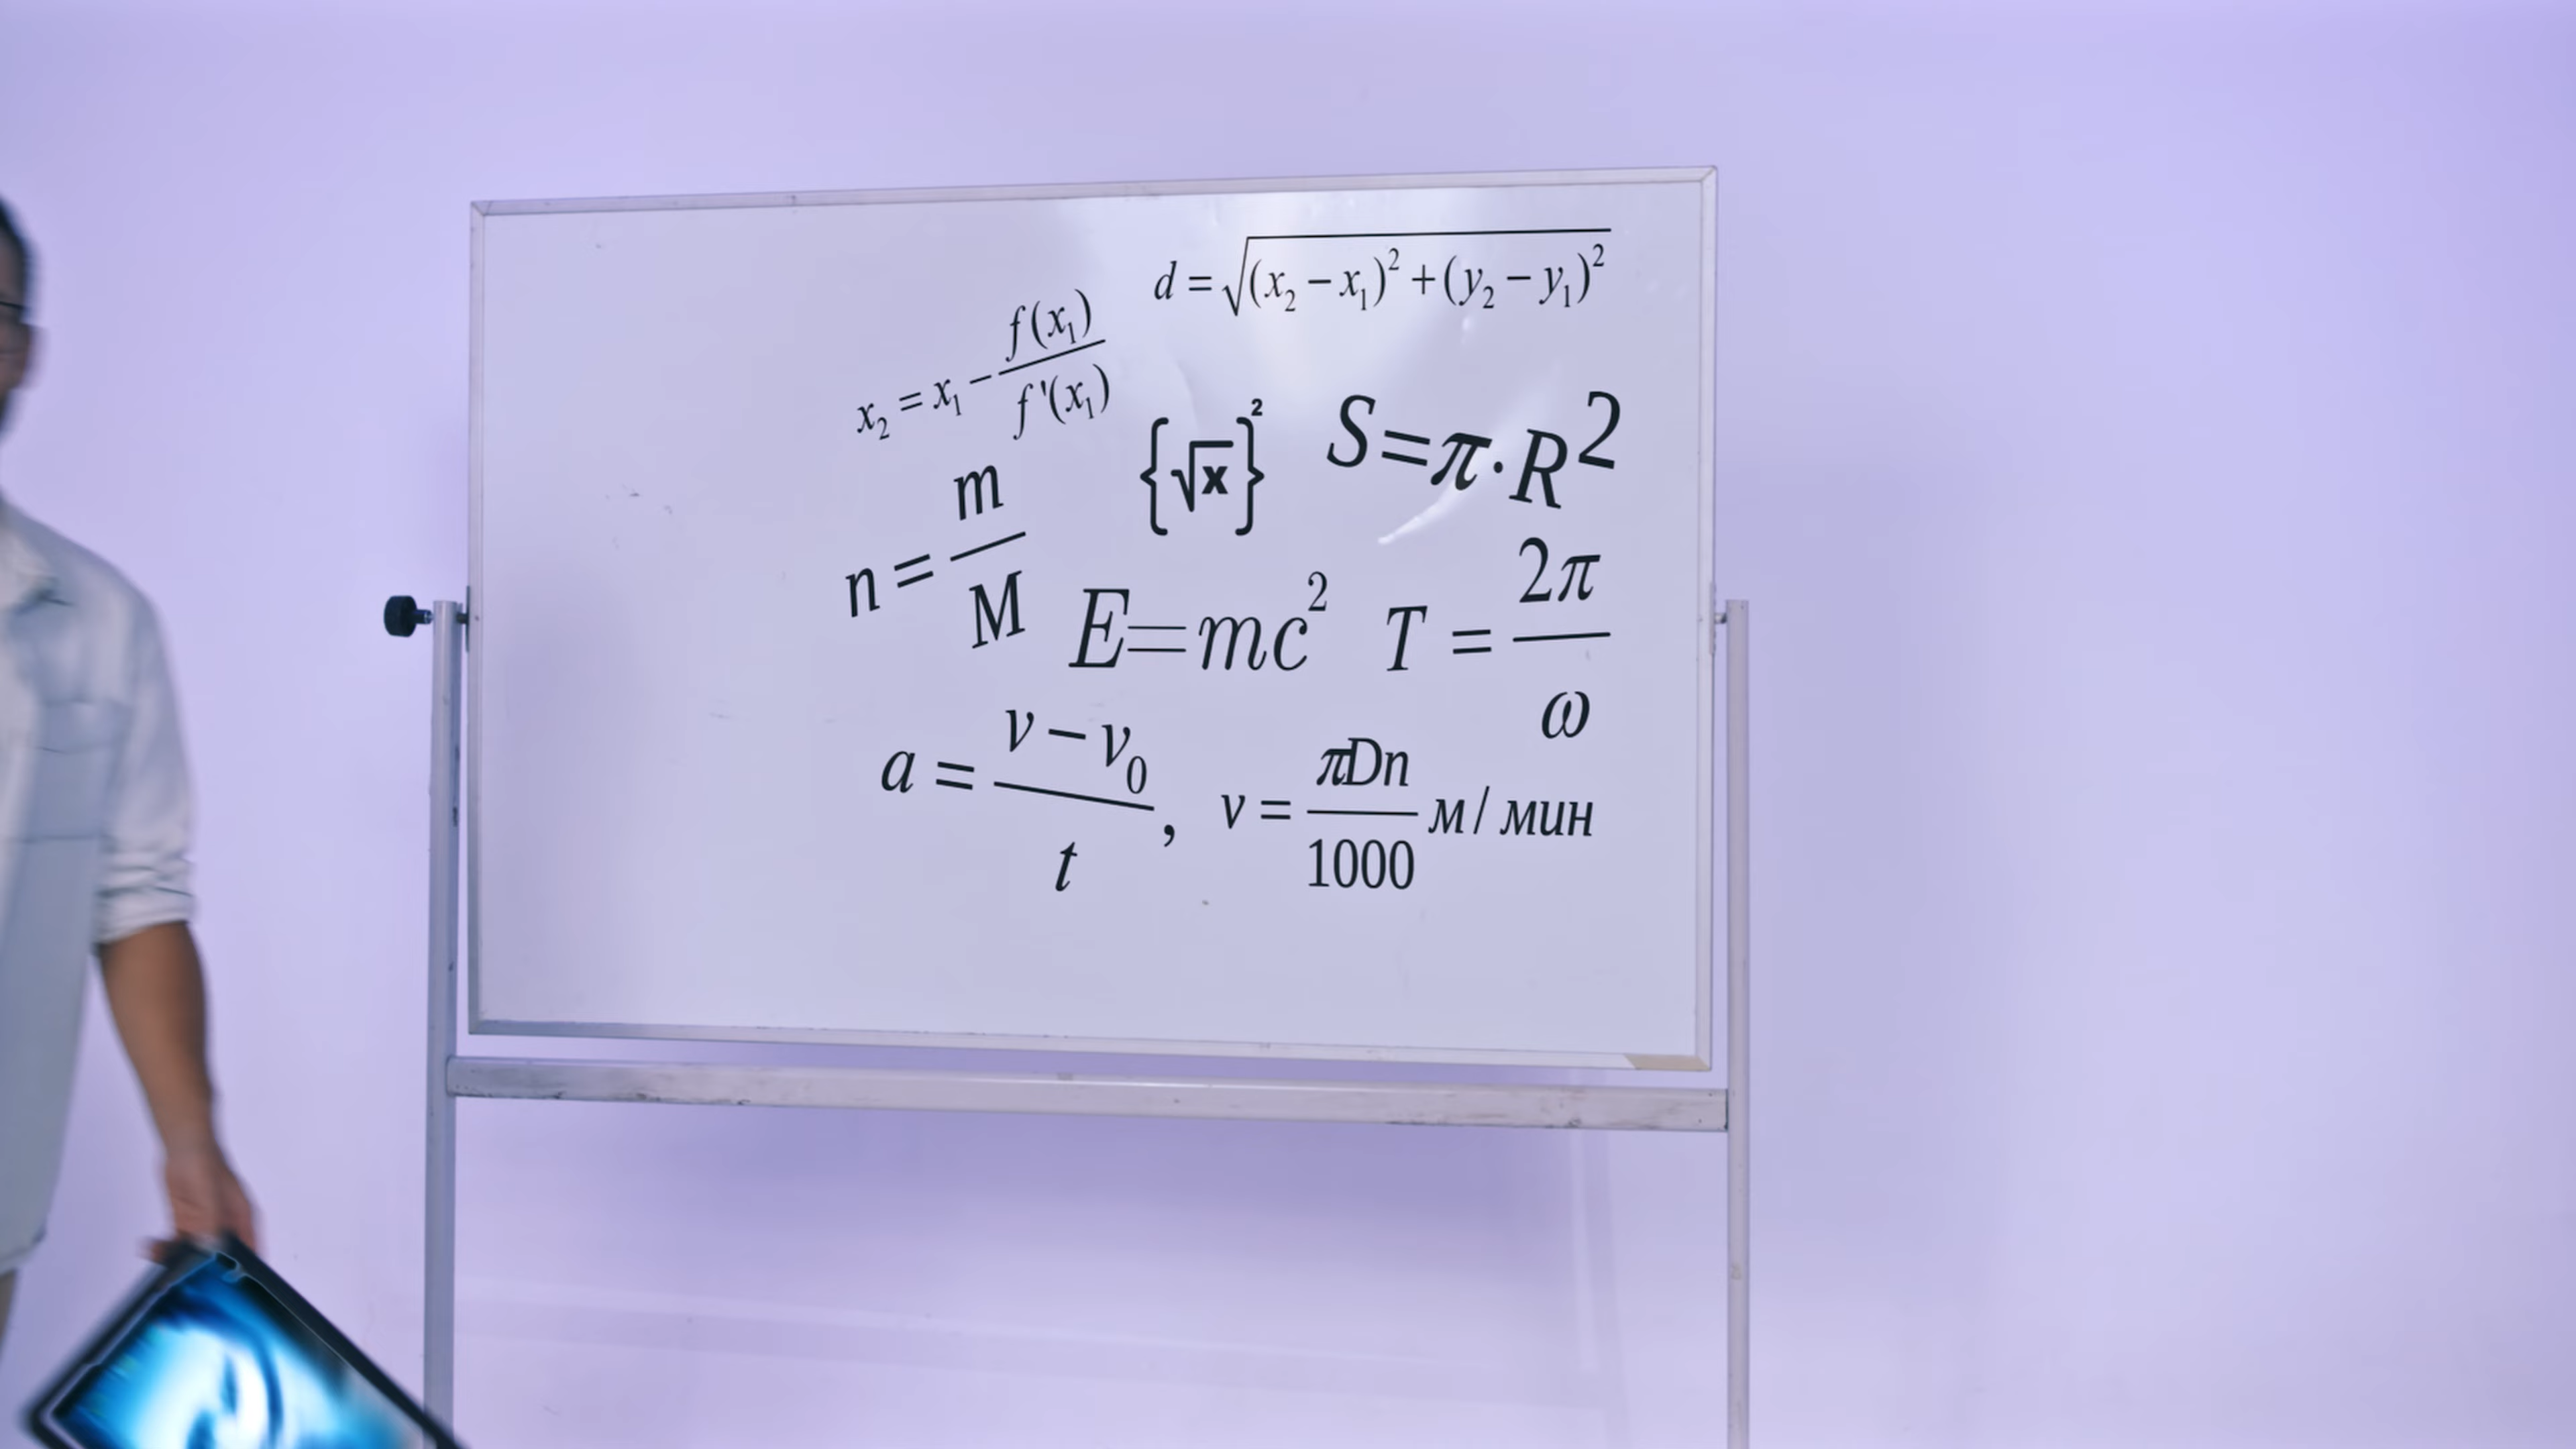 d = √((x₂ − x₁)² + (y₂ − y₁)²)
x₂ = x₁ − f(x₁) / f'(x₁)
{√x}²
S=π·R²
n = m / M
E=mc²
T = 2π / ω
a = (v − v₀) / t ,
v = πDn / 1000 м / мин